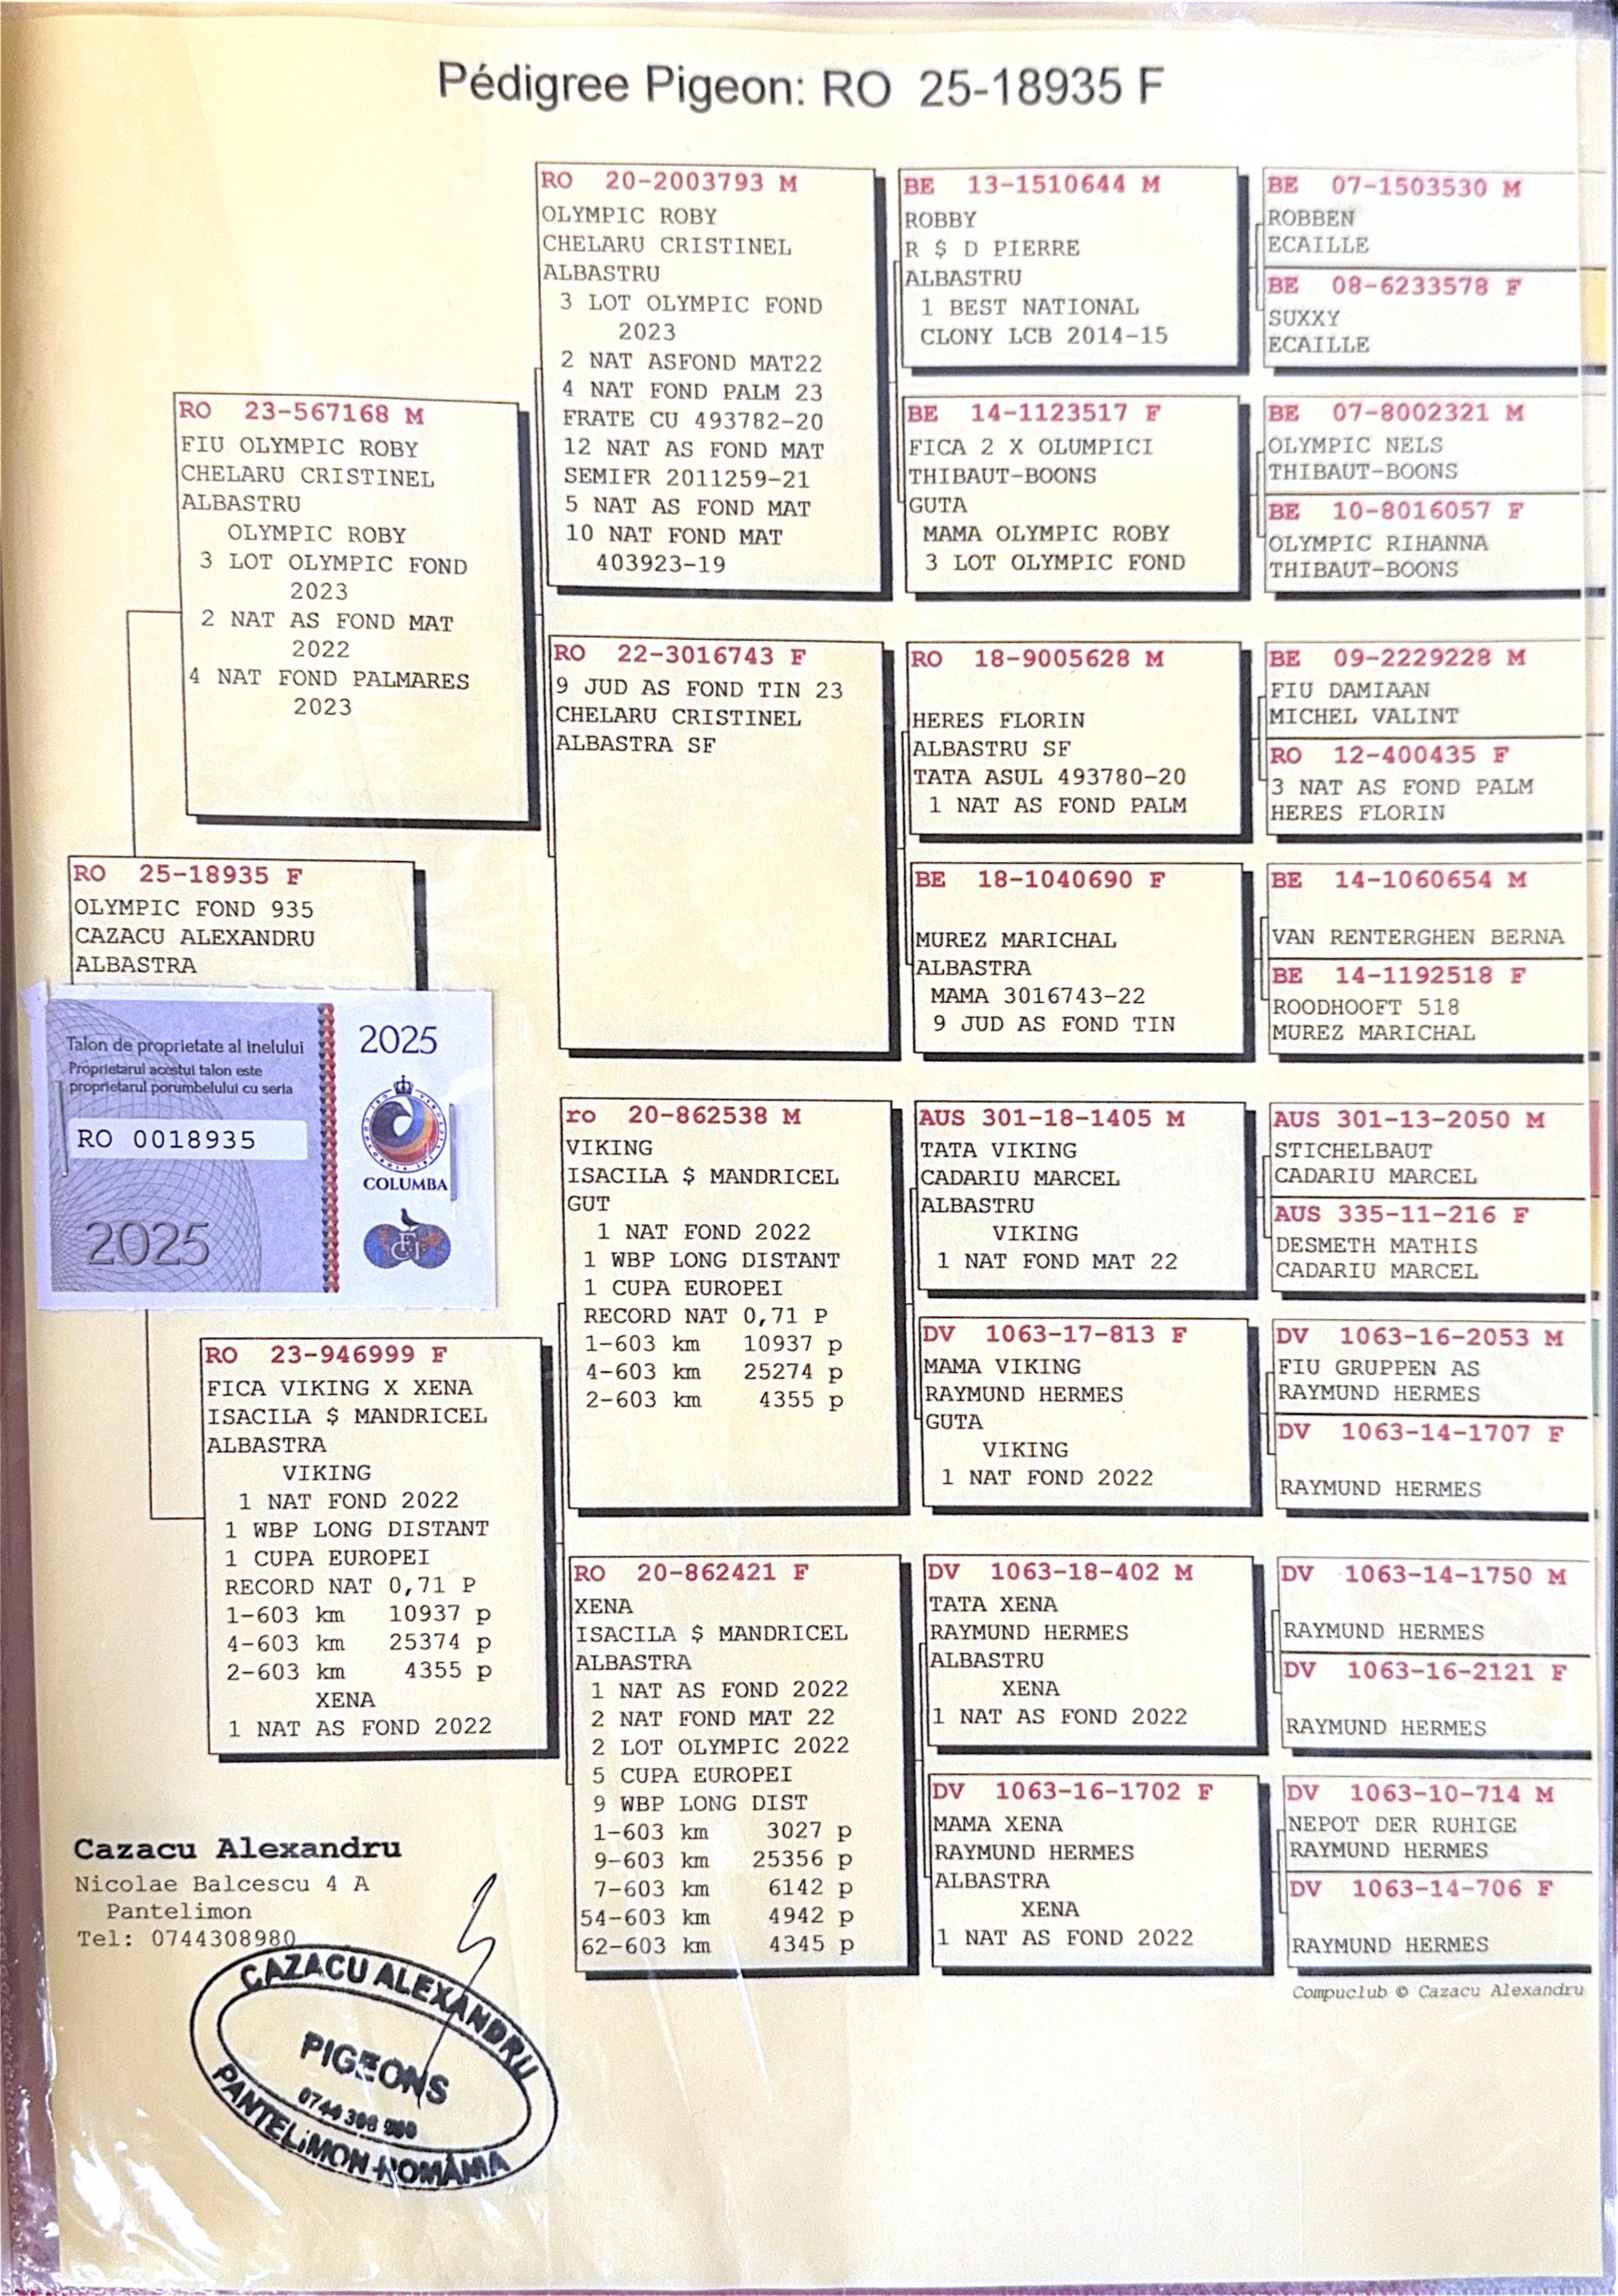 Pédigree Pigeon: RO 25-18935 F
RO 25-18935 F
OLYMPIC FOND 935
CAZACU ALEXANDRU
ALBASTRA
Talon de proprietate al inelului
Proprietarul acestui talon este
proprietarul porumbelului cu seria
RO 0018935
2025
2025
COLUMBA
FCI
RO 23-567168 M
FIU OLYMPIC ROBY
CHELARU CRISTINEL
ALBASTRU
OLYMPIC ROBY
3 LOT OLYMPIC FOND
2023
2 NAT AS FOND MAT
2022
4 NAT FOND PALMARES
2023
RO 23-946999 F
FICA VIKING X XENA
ISACILA $ MANDRICEL
ALBASTRA
VIKING
1 NAT FOND 2022
1 WBP LONG DISTANT
1 CUPA EUROPEI
RECORD NAT 0,71 P
1-603 km 10937 p
4-603 km 25374 p
2-603 km 4355 p
XENA
1 NAT AS FOND 2022
RO 20-2003793 M
OLYMPIC ROBY
CHELARU CRISTINEL
ALBASTRU
3 LOT OLYMPIC FOND
2023
2 NAT ASFOND MAT22
4 NAT FOND PALM 23
FRATE CU 493782-20
12 NAT AS FOND MAT
SEMIFR 2011259-21
5 NAT AS FOND MAT
10 NAT FOND MAT
403923-19
RO 22-3016743 F
9 JUD AS FOND TIN 23
CHELARU CRISTINEL
ALBASTRA SF
ro 20-862538 M
VIKING
ISACILA $ MANDRICEL
GUT
1 NAT FOND 2022
1 WBP LONG DISTANT
1 CUPA EUROPEI
RECORD NAT 0,71 P
1-603 km 10937 p
4-603 km 25274 p
2-603 km 4355 p
RO 20-862421 F
XENA
ISACILA $ MANDRICEL
ALBASTRA
1 NAT AS FOND 2022
2 NAT FOND MAT 22
2 LOT OLYMPIC 2022
5 CUPA EUROPEI
9 WBP LONG DIST
1-603 km 3027 p
9-603 km 25356 p
7-603 km 6142 p
54-603 km 4942 p
62-603 km 4345 p
BE 13-1510644 M
ROBBY
R $ D PIERRE
ALBASTRU
1 BEST NATIONAL
CLONY LCB 2014-15
BE 14-1123517 F
FICA 2 X OLUMPICI
THIBAUT-BOONS
GUTA
MAMA OLYMPIC ROBY
3 LOT OLYMPIC FOND
RO 18-9005628 M
HERES FLORIN
ALBASTRU SF
TATA ASUL 493780-20
1 NAT AS FOND PALM
BE 18-1040690 F
MUREZ MARICHAL
ALBASTRA
MAMA 3016743-22
9 JUD AS FOND TIN
AUS 301-18-1405 M
TATA VIKING
CADARIU MARCEL
ALBASTRU
VIKING
1 NAT FOND MAT 22
DV 1063-17-813 F
MAMA VIKING
RAYMUND HERMES
GUTA
VIKING
1 NAT FOND 2022
DV 1063-18-402 M
TATA XENA
RAYMUND HERMES
ALBASTRU
XENA
1 NAT AS FOND 2022
DV 1063-16-1702 F
MAMA XENA
RAYMUND HERMES
ALBASTRA
XENA
1 NAT AS FOND 2022
BE 07-1503530 M
ROBBEN
ECAILLE
BE 08-6233578 F
SUXXY
ECAILLE
BE 07-8002321 M
OLYMPIC NELS
THIBAUT-BOONS
BE 10-8016057 F
OLYMPIC RIHANNA
THIBAUT-BOONS
BE 09-2229228 M
FIU DAMIAAN
MICHEL VALINT
RO 12-400435 F
3 NAT AS FOND PALM
HERES FLORIN
BE 14-1060654 M
VAN RENTERGHEN BERNA
BE 14-1192518 F
ROODHOOFT 518
MUREZ MARICHAL
AUS 301-13-2050 M
STICHELBAUT
CADARIU MARCEL
AUS 335-11-216 F
DESMETH MATHIS
CADARIU MARCEL
DV 1063-16-2053 M
FIU GRUPPEN AS
RAYMUND HERMES
DV 1063-14-1707 F
RAYMUND HERMES
DV 1063-14-1750 M
RAYMUND HERMES
DV 1063-16-2121 F
RAYMUND HERMES
DV 1063-10-714 M
NEPOT DER RUHIGE
RAYMUND HERMES
DV 1063-14-706 F
RAYMUND HERMES
Compuclub © Cazacu Alexandru
Cazacu Alexandru
Nicolae Balcescu 4 A
Pantelimon
Tel: 0744308980
CAZACU ALEXANDRU
PIGEONS
PANTELIMON ROMÂNIA